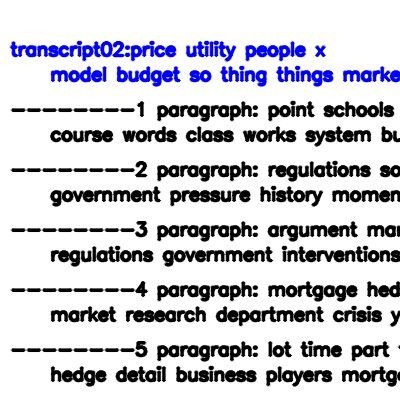 transcript02:price utility people x
model budget so thing things marke
---------1 paragraph: point schools
course words class works system bu
---------2 paragraph: regulations so
government pressure history momen
---------3 paragraph: argument mar
regulations government interventions
---------4 paragraph: mortgage hed
market research department crisis y
---------5 paragraph: lot time part
hedge detail business players mortg